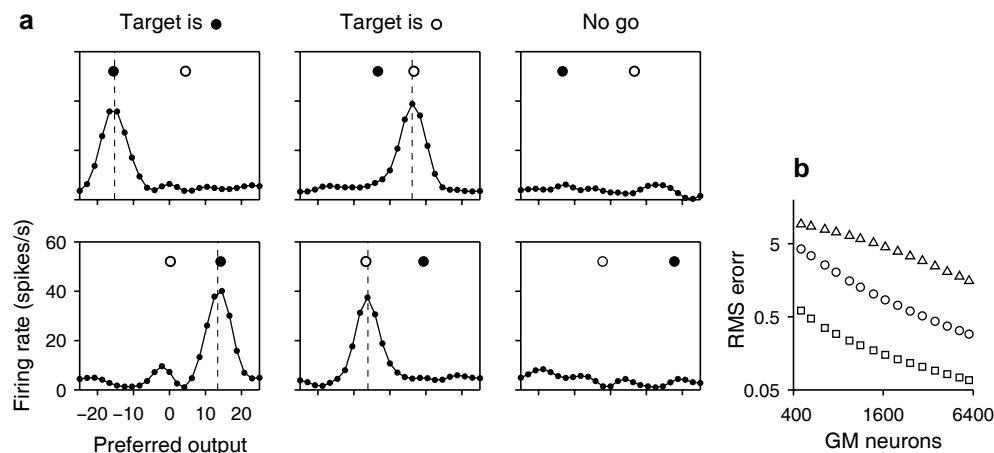 a
Target is ●
Target is ○
No go
Firing rate (spikes/s)
60
40
20
0
−20 −10 0 10 20
Preferred output
b
RMS erorr
5
0.5
0.05
400 1600 6400
GM neurons